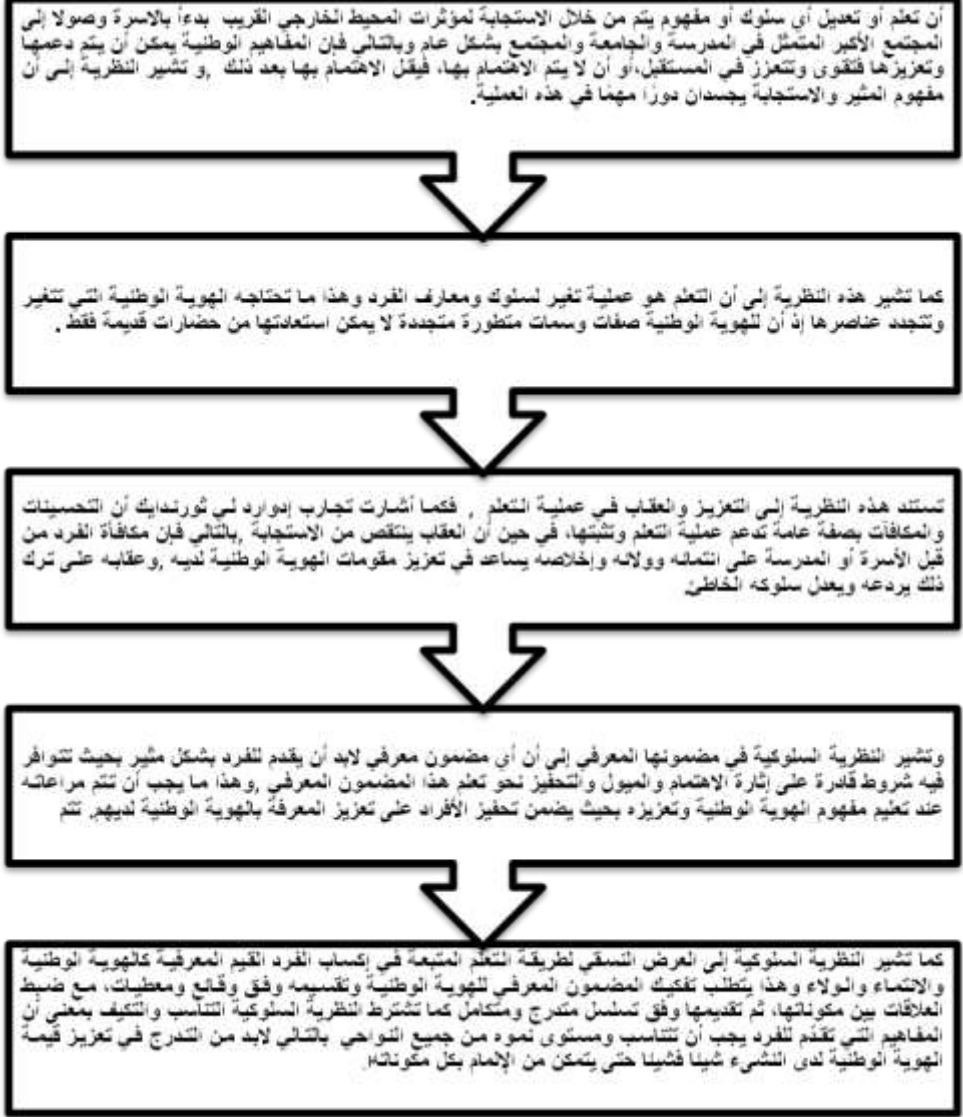 أن تعلم أو تعديل أي سلوك أو مفهوم يتم من خلال الاستجابة لمؤثرات المحيط الخارجي القريب بدءاً بالاسرة وصولا إلى
المجتمع الأكبر المتمثل في المدرسة والجامعة والمجتمع بشكل عام وبالتالي فإن المفاهيم الوطنية يمكن أن يتم دعمها
وتعزيزها فتقوى وتتعزز في المستقبل،أو أن لا يتم الاهتمام بها، فيقل الاهتمام بها بعد ذلك ,و تشير النظرية إلى أن
مفهوم المثير والاستجابة يجسدان دورًا مهمًا في هذه العملية.
كما تشير هذه النظرية إلى أن التعلم هو عملية تغير لسلوك ومعارف الفرد وهذا ما تحتاجه الهوية الوطنية التي تتغير
وتتجدد عناصرها إذ أن للهوية الوطنية صفات وسمات متطورة متجددة لا يمكن استعادتها من حضارات قديمة فقط .
تستند هذه النظرية إلى التعزيز والعقاب في عملية التعلم , فكما أشارت تجارب إدوارد لي ثورندايك أن التحسينات
والمكافآت بصفة عامة تدعم عملية التعلم وتثبتها، في حين أن العقاب ينتقص من الاستجابة ,بالتالي فإن مكافأة الفرد من
قبل الأسرة أو المدرسة على انتمائه وولائه وإخلاصه يساعد في تعزيز مقومات الهوية الوطنية لديه ,وعقابه على ترك
ذلك يردعه ويعدل سلوكه الخاطئ.
وتشير النظرية السلوكية في مضمونها المعرفي إلى أن أي مضمون معرفي لابد أن يقدم للفرد بشكل مثير بحيث تتوافر
فيه شروط قادرة على إثارة الاهتمام والميول والتحفيز نحو تعلم هذا المضمون المعرفي ,وهذا ما يجب أن تتم مراعاته
عند تعليم مفهوم الهوية الوطنية وتعزيزه بحيث يضمن تحفيز الأفراد على تعزيز المعرفة بالهوية الوطنية لديهم. تتم
كما تشير النظرية السلوكية إلى العرض النسقي لطريقة التعلم المتبعة في إكساب الفرد القيم المعرفية كالهوية الوطنية
والانتماء والولاء وهذا يتطلب تفكيك المضمون المعرفي للهوية الوطنية وتقسيمه وفق وقائع ومعطيات، مع ضبط
العلاقات بين مكوناتها، ثم تقديمها وفق تسلسل متدرج ومتكامل كما تشترط النظرية السلوكية التناسب والتكيف بمعنى أن
المفاهيم التي تقدّم للفرد يجب أن تتناسب ومستوى نموه من جميع النواحي بالتالي لابد من التدرج في تعزيز قيمة
الهوية الوطنية لدى النشىء شيئا فشيئا حتى يتمكن من الإلمام بكل مكوناتها.